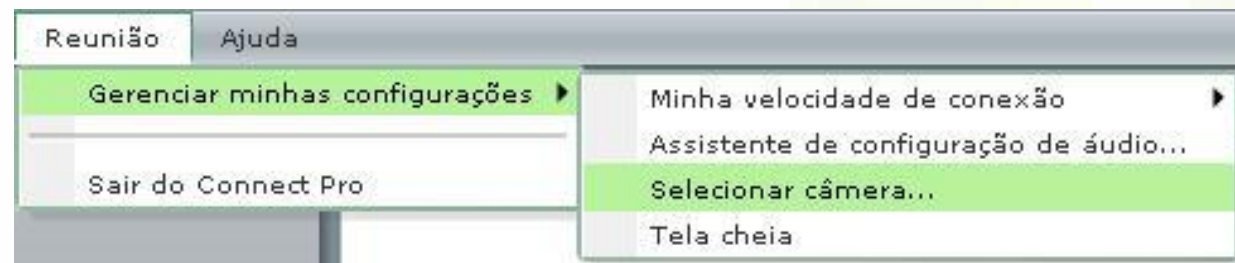 Reunião Ajuda
Gerenciar minhas configurações
Sair do Connect Pro
Minha velocidade de conexão
Assistente de configuração de áudio...
Selecionar câmera...
Tela cheia